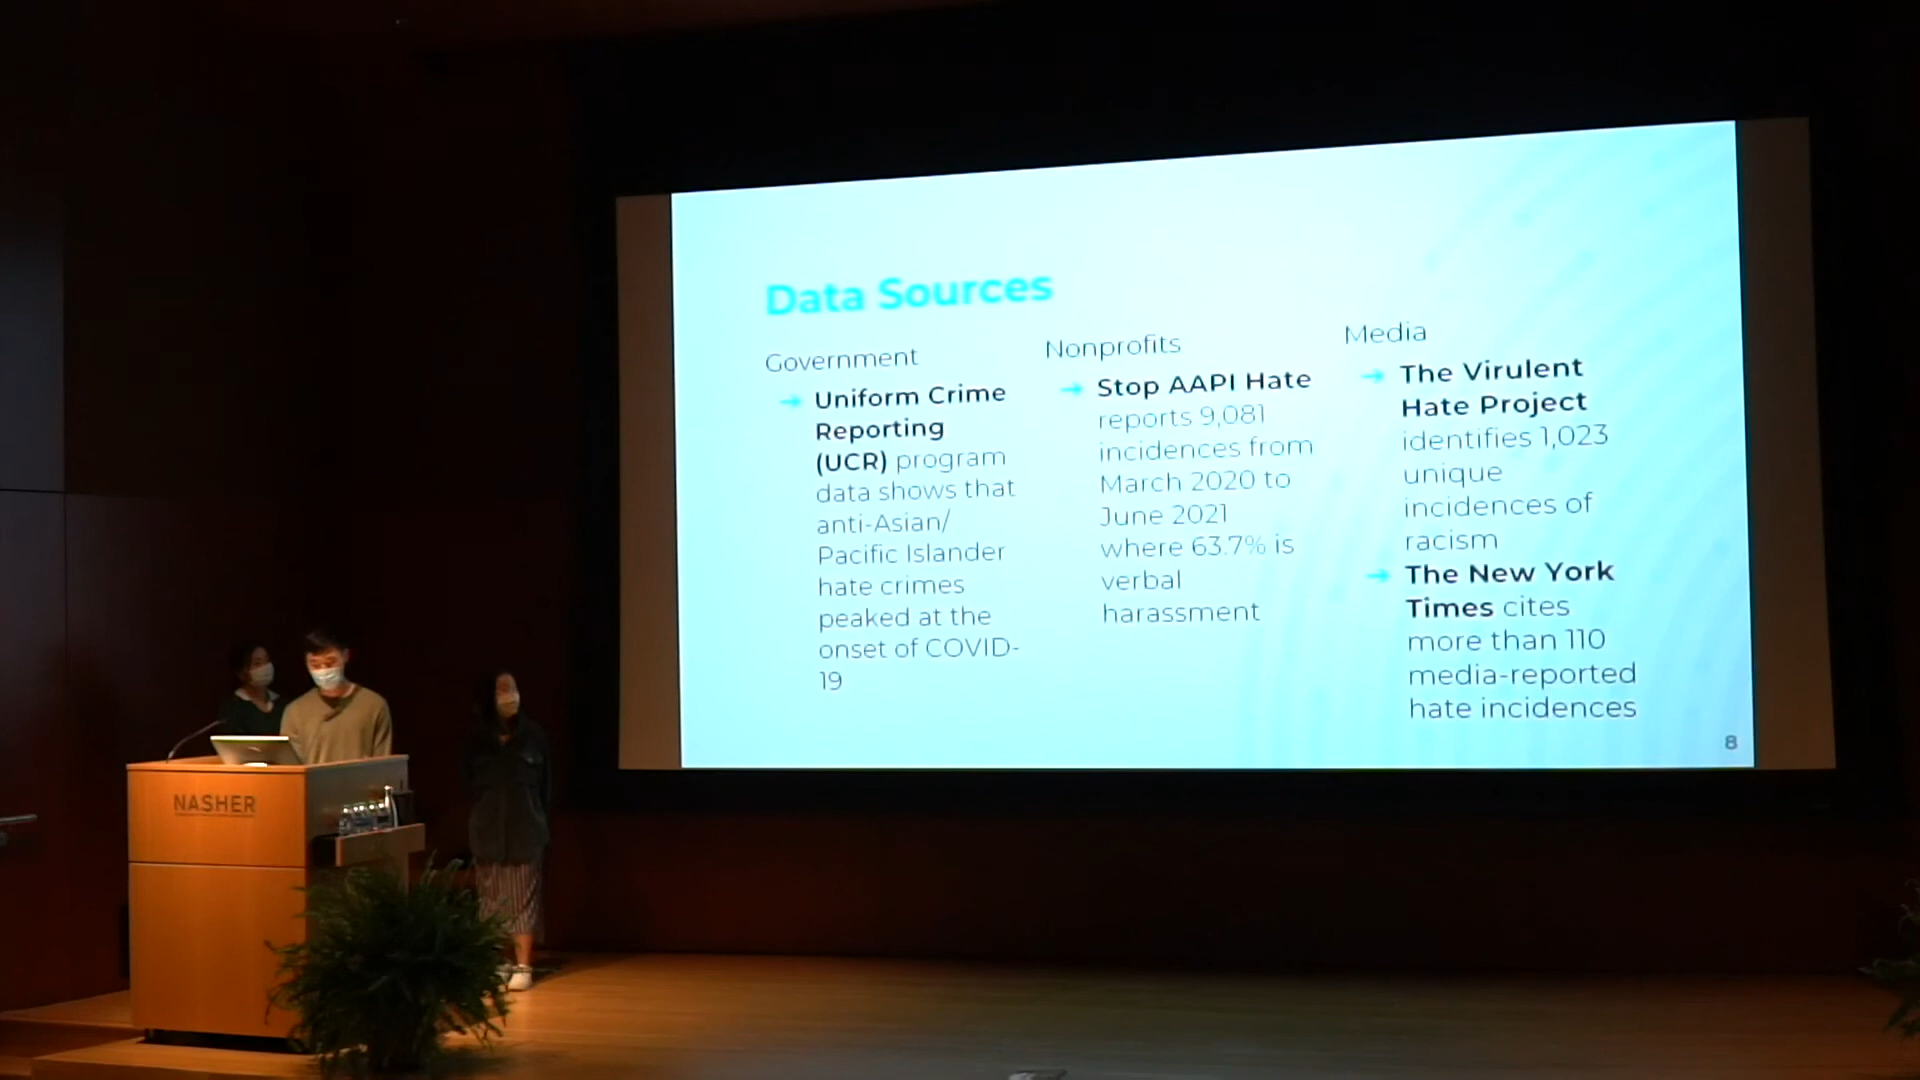 Data Sources
Government
Uniform Crime
Reporting
(UCR) program
data shows that
anti-Asian/
Pacific Islander
hate crimes
peaked at the
onset of COVID-
19
Nonprofits
Stop AAPI Hate
reports 9,081
incidences from
March 2020 to
June 2021
where 63.7% is
verbal
harassment
Media
The Virulent
Hate Project
identifies 1,023
unique
incidences of
racism
The New York
Times cites
more than 110
media-reported
hate incidences
8
NASHER